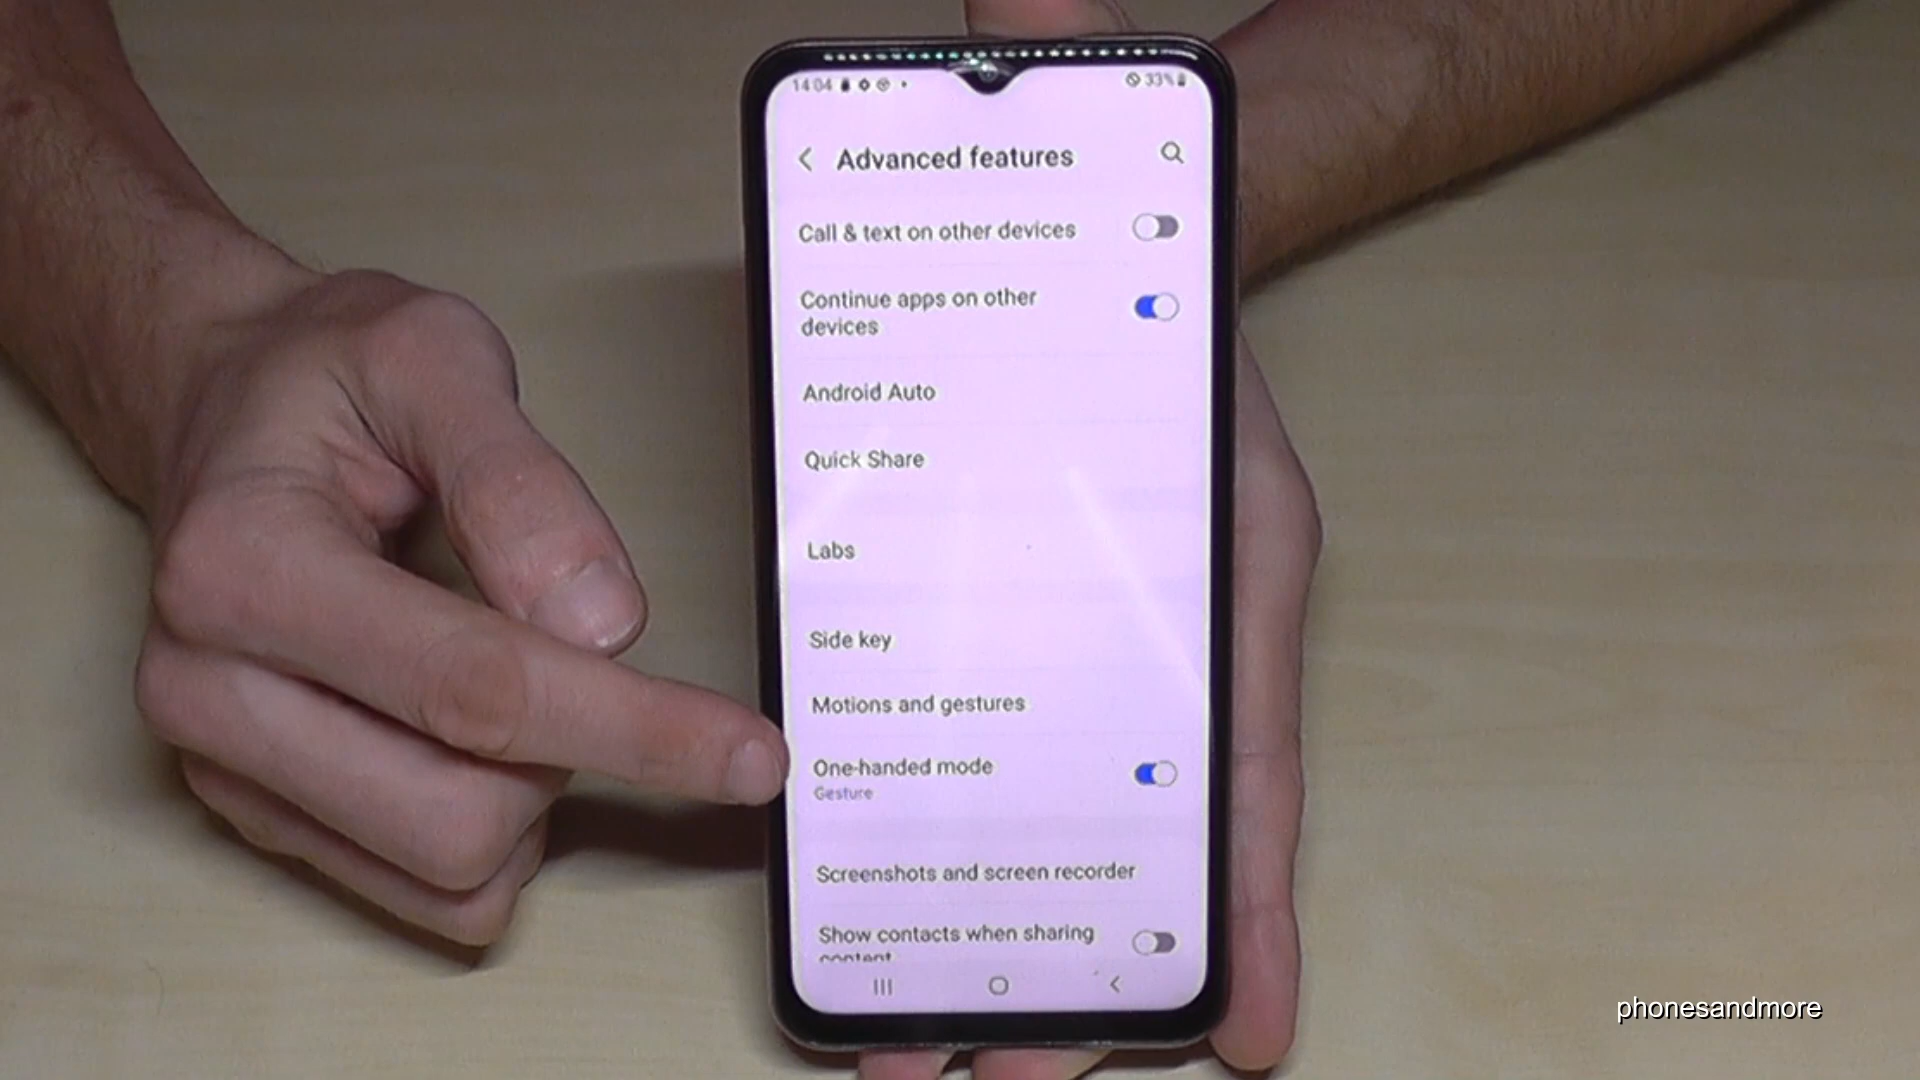 14:04
33%
Advanced features
Call & text on other devices
Continue apps on other
devices
Android Auto
Quick Share
Labs
Side key
Motions and gestures
One-handed mode
Gesture
Screenshots and screen recorder
Show contacts when sharing
content
phonesandmore